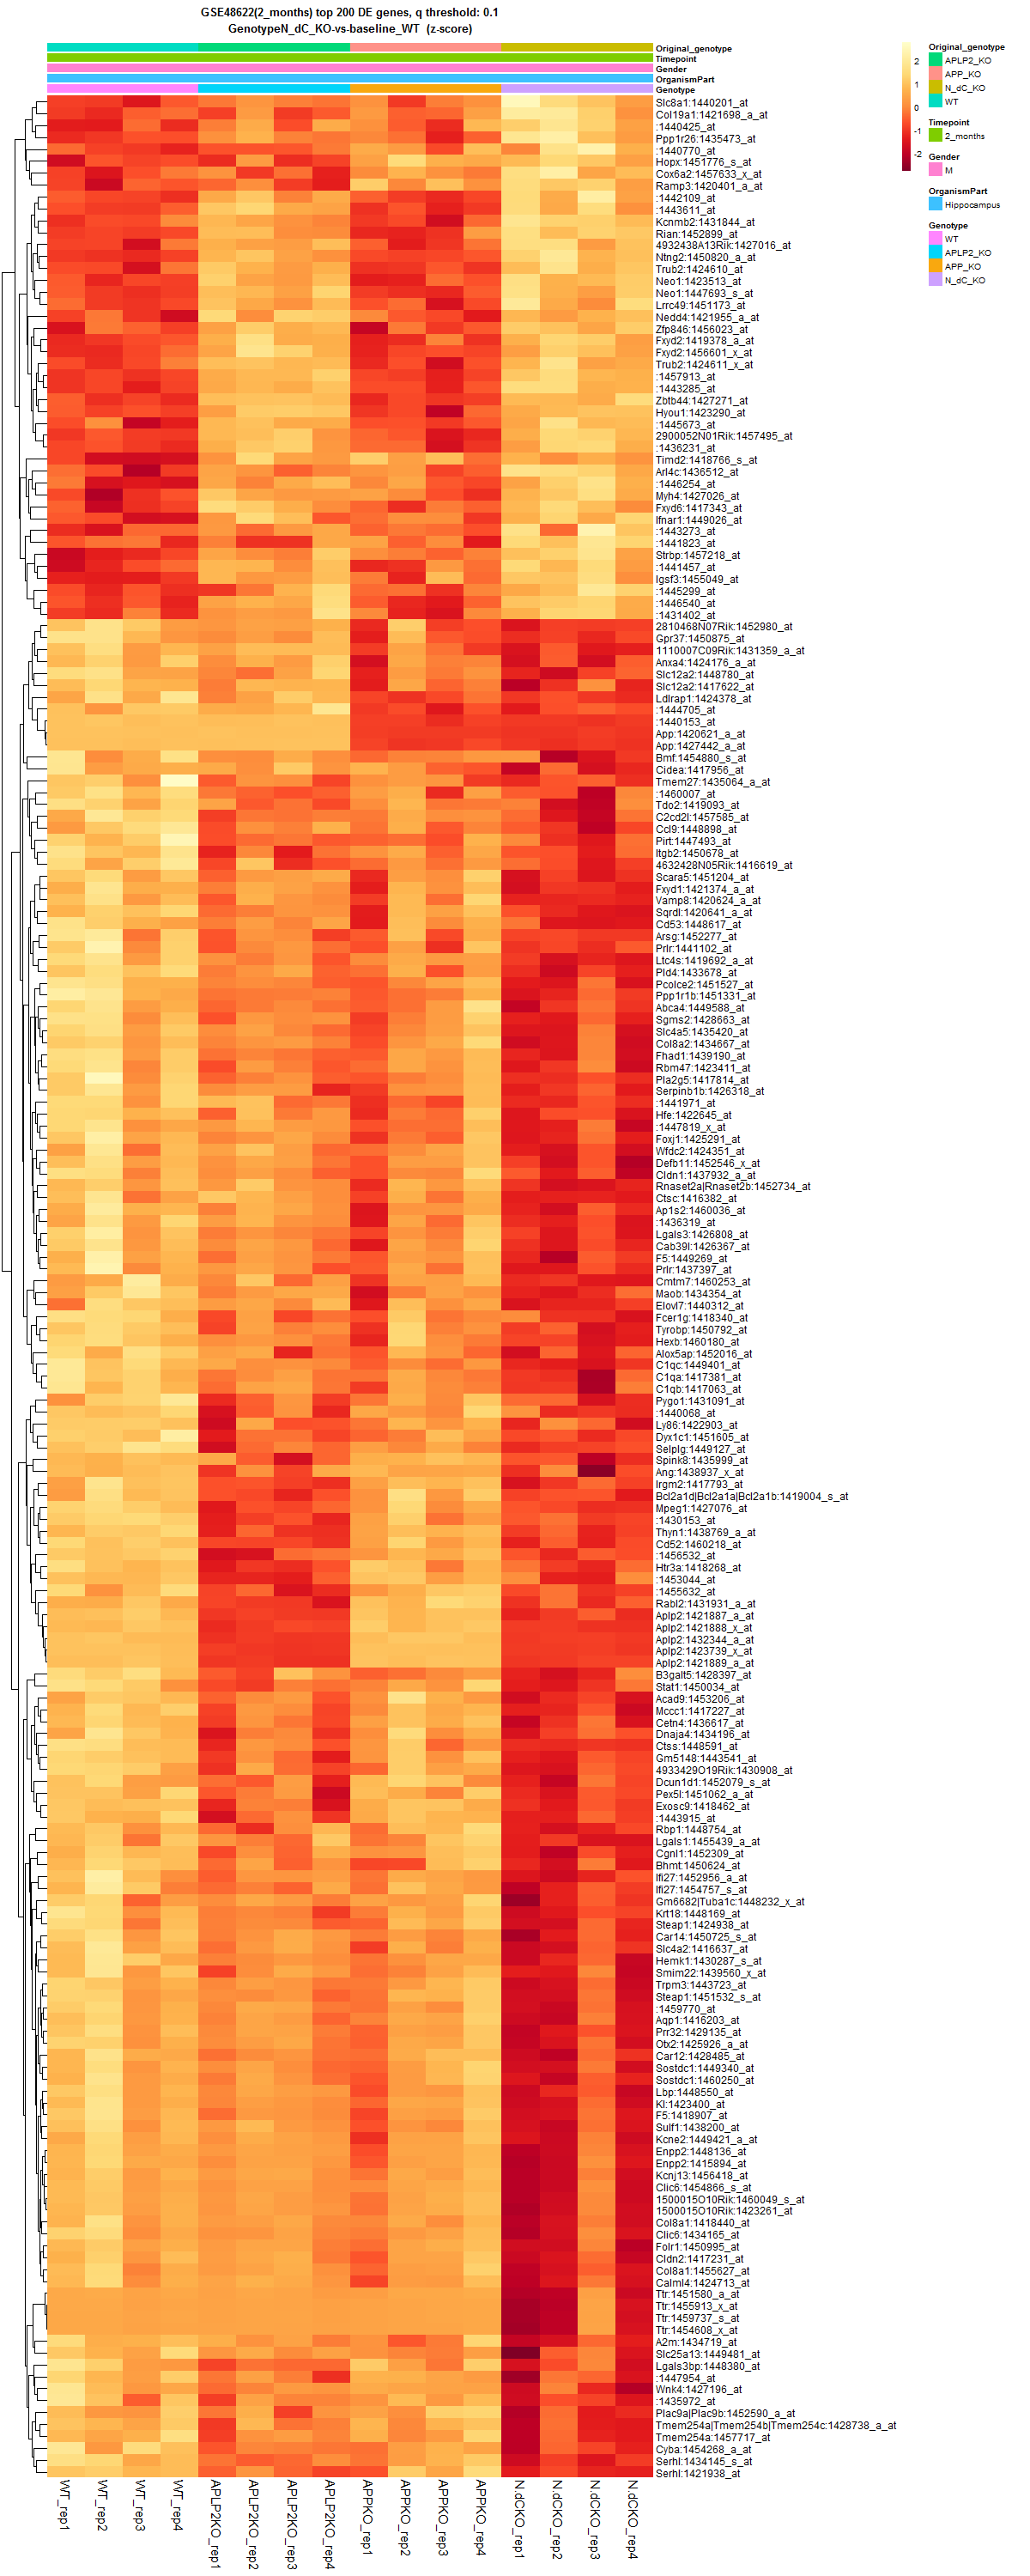 GSE48622(2_months) top 200 DE genes, q threshold: 0.1
GenotypeN_dC_KO-vs-baseline_WT (z-score)
Original_genotype
Timepoint
Gender
OrganismPart
Genotype
Slc8a1:1440201_at
Col19a1:1421698_a_at
:1440425_at
Ppp1r26:1435473_at
:1440770_at
Hopx:1451776_s_at
Cox6a2:1457633_x_at
Ramp3:1420401_a_at
:1442109_at
:1443611_at
Kcnmb2:1431844_at
Rian:1452899_at
4932438A13Rik:1427016_at
Ntng2:1450820_a_at
Trub2:1424610_at
Neo1:1423513_at
Neo1:1447693_s_at
Lrrc49:1451173_at
Nedd4:1421955_a_at
Zfp846:1456023_at
Fxyd2:1419378_a_at
Fxyd2:1456601_x_at
Trub2:1424611_x_at
:1457913_at
:1443285_at
Zbtb44:1427271_at
Hyou1:1423290_at
:1445673_at
2900052N01Rik:1457495_at
:1436231_at
Timd2:1418766_s_at
Arl4c:1436512_at
:1446254_at
Myh4:1427026_at
Fxyd6:1417343_at
Ifnar1:1449026_at
:1443273_at
:1441823_at
Strbp:1457218_at
:1441457_at
Igsf3:1455049_at
:1445299_at
:1446540_at
:1431402_at
2810468N07Rik:1452980_at
Gpr37:1450875_at
1110007C09Rik:1431359_a_at
Anxa4:1424176_a_at
Slc12a2:1448780_at
Slc12a2:1417622_at
Ldlrap1:1424378_at
:1444705_at
:1440153_at
App:1420621_a_at
App:1427442_a_at
Bmf:1454880_s_at
Cidea:1417956_at
Tmem27:1435064_a_at
:1460007_at
Tdo2:1419093_at
C2cd2l:1457585_at
Ccl9:1448898_at
Pirt:1447493_at
Itgb2:1450678_at
4632428N05Rik:1416619_at
Scara5:1451204_at
Fxyd1:1421374_a_at
Vamp8:1420624_a_at
Sqrdl:1420641_a_at
Cd53:1448617_at
Arsg:1452277_at
Prlr:1441102_at
Ltc4s:1419692_a_at
Pld4:1433678_at
Pcolce2:1451527_at
Ppp1r1b:1451331_at
Abca4:1449588_at
Sgms2:1428663_at
Slc4a5:1435420_at
Col8a2:1434667_at
Fhad1:1439190_at
Rbm47:1423411_at
Pla2g5:1417814_at
Serpinb1b:1426318_at
:1441971_at
Hfe:1422645_at
:1447819_x_at
Foxj1:1425291_at
Wfdc2:1424351_at
Defb11:1452546_x_at
Cldn1:1437932_a_at
Rnaset2a|Rnaset2b:1452734_at
Ctsc:1416382_at
Ap1s2:1460036_at
:1436319_at
Lgals3:1426808_at
Cab39l:1426367_at
F5:1449269_at
Prlr:1437397_at
Cmtm7:1460253_at
Maob:1434354_at
Elovl7:1440312_at
Fcer1g:1418340_at
Tyrobp:1450792_at
Hexb:1460180_at
Alox5ap:1452016_at
C1qc:1449401_at
C1qa:1417381_at
C1qb:1417063_at
Pygo1:1431091_at
:1440068_at
Ly86:1422903_at
Dyx1c1:1451605_at
Selplg:1449127_at
Spink8:1435999_at
Ang:1438937_x_at
Irgm2:1417793_at
Bcl2a1d|Bcl2a1a|Bcl2a1b:1419004_s_at
Mpeg1:1427076_at
:1430153_at
Thyn1:1438769_a_at
Cd52:1460218_at
:1456532_at
Htr3a:1418268_at
:1453044_at
:1455632_at
Rabl2:1431931_a_at
Aplp2:1421887_a_at
Aplp2:1421888_x_at
Aplp2:1432344_a_at
Aplp2:1423739_x_at
Aplp2:1421889_a_at
B3galt5:1428397_at
Stat1:1450034_at
Acad9:1453206_at
Mccc1:1417227_at
Cetn4:1436617_at
Dnaja4:1434196_at
Ctss:1448591_at
Gm5148:1443541_at
4933429O19Rik:1430908_at
Dcun1d1:1452079_s_at
Pex5l:1451062_a_at
Exosc9:1418462_at
:1443915_at
Rbp1:1448754_at
Lgals1:1455439_a_at
Cgnl1:1452309_at
Bhmt:1450624_at
Ifi27:1452956_a_at
Ifi27:1454757_s_at
Gm6682|Tuba1c:1448232_x_at
Krt18:1448169_at
Steap1:1424938_at
Car14:1450725_s_at
Slc4a2:1416637_at
Hemk1:1430287_s_at
Smim22:1439560_x_at
Trpm3:1443723_at
Steap1:1451532_s_at
:1459770_at
Aqp1:1416203_at
Prr32:1429135_at
Otx2:1425926_a_at
Car12:1428485_at
Sostdc1:1449340_at
Sostdc1:1460250_at
Lbp:1448550_at
Kl:1423400_at
F5:1418907_at
Sulf1:1438200_at
Kcne2:1449421_a_at
Enpp2:1448136_at
Enpp2:1415894_at
Kcnj13:1456418_at
Clic6:1454866_s_at
1500015O10Rik:1460049_s_at
1500015O10Rik:1423261_at
Col8a1:1418440_at
Clic6:1434165_at
Folr1:1450995_at
Cldn2:1417231_at
Col8a1:1455627_at
Calml4:1424713_at
Ttr:1451580_a_at
Ttr:1455913_x_at
Ttr:1459737_s_at
Ttr:1454608_x_at
A2m:1434719_at
Slc25a13:1449481_at
Lgals3bp:1448380_at
:1447954_at
Wnk4:1427196_at
:1435972_at
Plac9a|Plac9b:1452590_a_at
Tmem254a|Tmem254b|Tmem254c:1428738_a_at
Tmem254a:1457717_at
Cyba:1454268_a_at
Serhl:1434145_s_at
Serhl:1421938_at
WT_rep1
WT_rep2
WT_rep3
WT_rep4
APLP2KO_rep1
APLP2KO_rep2
APLP2KO_rep3
APLP2KO_rep4
APPKO_rep1
APPKO_rep2
APPKO_rep3
APPKO_rep4
N.dCKO_rep1
N.dCKO_rep2
N.dCKO_rep3
N.dCKO_rep4
2
1
0
-1
-2
Original_genotype
APLP2_KO
APP_KO
N_dC_KO
WT
Timepoint
2_months
Gender
M
OrganismPart
Hippocampus
Genotype
WT
APLP2_KO
APP_KO
N_dC_KO